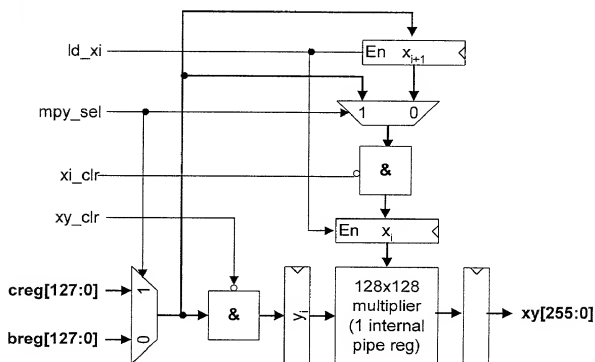 ld_xi
En x_{i+1}
mpy_sel
1 0
xi_clr
&
xy_clr
En x_i
creg[127:0]
1
breg[127:0]
0
&
y_i
128x128
multiplier
(1 internal
pipe reg)
xy[255:0]